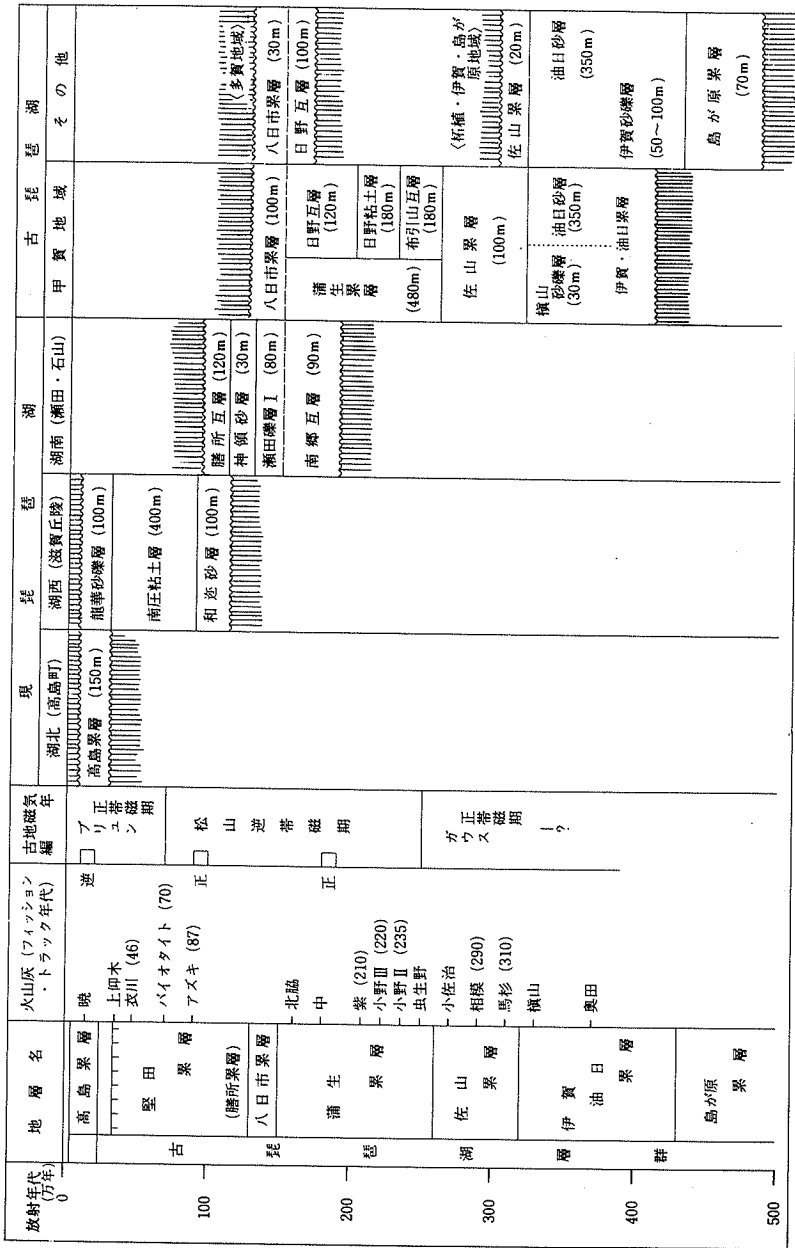 放射年代
(万年)
0
100
200
300
400
500
地層名
古琵琶湖層群
高島累層
堅田累層
(膳所累層)
八日市累層
蒲生累層
佐山累層
伊賀油日累層
島が原累層
火山灰(フィッション
・トラック年代)
暁
上仰木
衣川 (46)
バイオタイト (70)
アズキ (87)
北脇
中
紫 (210)
小野Ⅲ (220)
小野Ⅱ (235)
虫生野
小佐治
相模 (290)
馬杉 (310)
槇山
奥田
古地磁気
編年
逆
ブリュン正帯磁期
正
松山逆帯磁期
正
ガウス正帯磁期
?
現琵琶湖
湖北(高島町)
高島累層 (150m)
湖西(滋賀丘陵)
龍華砂礫層 (100m)
南庄粘土層 (400m)
和迩砂層 (100m)
湖南(瀬田・石山)
膳所互層 (120m)
神領砂層 (30m)
瀬田礫層 I (80m)
南郷互層 (90m)
古琵琶湖
甲賀地域
八日市累層 (100m)
蒲生累層
(480m)
日野互層
(120m)
日野粘土層
(180m)
布引山互層
(180m)
佐山累層
(100m)
槇山
砂礫層
(30m)
油日砂層
(350m)
伊賀・油日累層
その他
〈多賀地域〉
八日市累層 (30m)
日野互層 (100m)
〈柘植・伊賀・島が
原地域〉
佐山累層 (20m)
油日砂層
(350m)
伊賀砂礫層
(50~100m)
島が原累層
(70m)